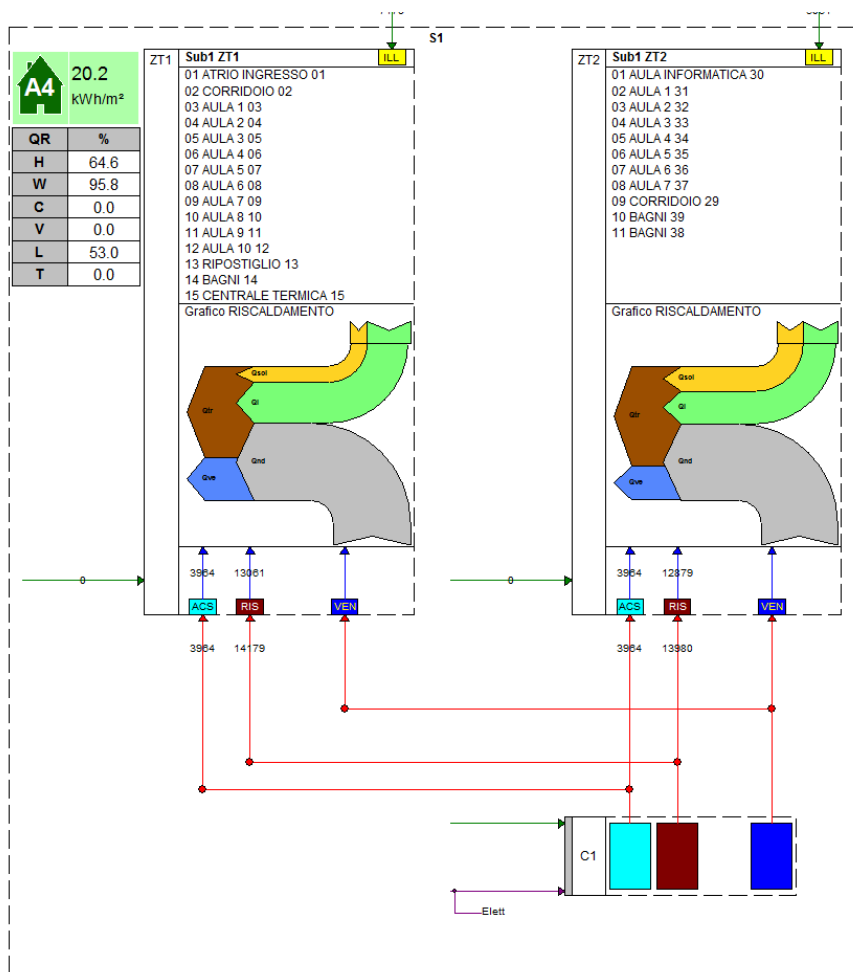 S1
A4
20.2
kWh/m²
QR %
H 64.6
W 95.8
C 0.0
V 0.0
L 53.0
T 0.0
ZT1
Sub1 ZT1
ILL
01 ATRIO INGRESSO 01
02 CORRIDOIO 02
03 AULA 1 03
04 AULA 2 04
05 AULA 3 05
06 AULA 4 06
07 AULA 5 07
08 AULA 6 08
09 AULA 7 09
10 AULA 8 10
11 AULA 9 11
12 AULA 10 12
13 RIPOSTIGLIO 13
14 BAGNI 14
15 CENTRALE TERMICA 15
Grafico RISCALDAMENTO
Qsol
Qtr
Qi
Qnd
Qve
0
3964 13061
ACS RIS VEN
3964 14179
ZT2
Sub1 ZT2
ILL
01 AULA INFORMATICA 30
02 AULA 1 31
03 AULA 2 32
04 AULA 3 33
05 AULA 4 34
06 AULA 5 35
07 AULA 6 36
08 AULA 7 37
09 CORRIDOIO 29
10 BAGNI 39
11 BAGNI 38
Grafico RISCALDAMENTO
Qsol
Qtr
Qi
Qnd
Qve
0
3964 12879
ACS RIS VEN
3964 13980
C1
Elett